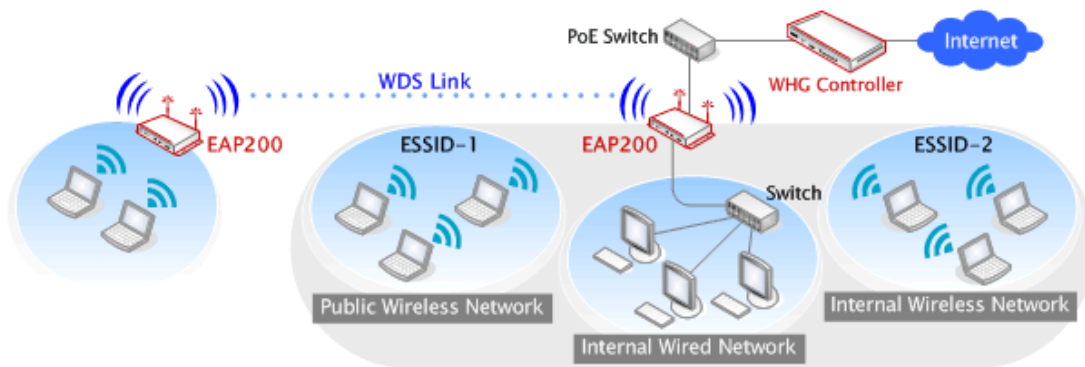 PoE Switch
Internet
WHG Controller
WDS Link
EAP200
EAP200
ESSID-1
ESSID-2
Switch
Public Wireless Network
Internal Wireless Network
Internal Wired Network